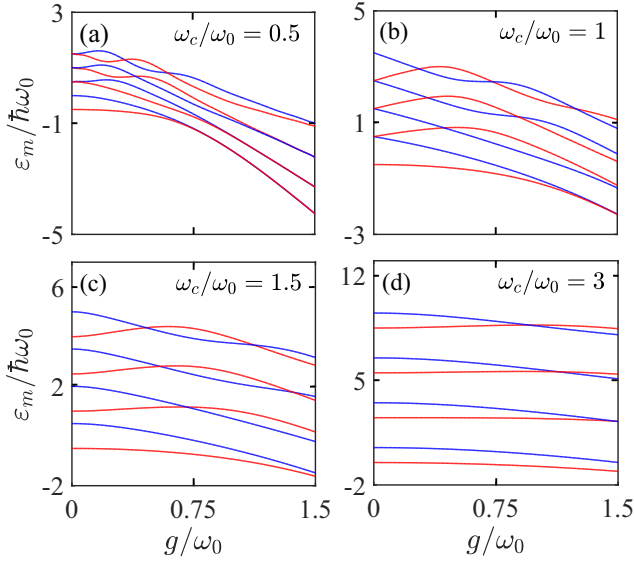 3
(a)
ω_c/ω_0 = 0.5
-1
-5
ε_m/ℏω_0
5
(b)
ω_c/ω_0 = 1
1
-3
6
(c)
ω_c/ω_0 = 1.5
2
-2
ε_m/ℏω_0
0
0.75
1.5
g/ω_0
12
(d)
ω_c/ω_0 = 3
5
-2
0
0.75
1.5
g/ω_0